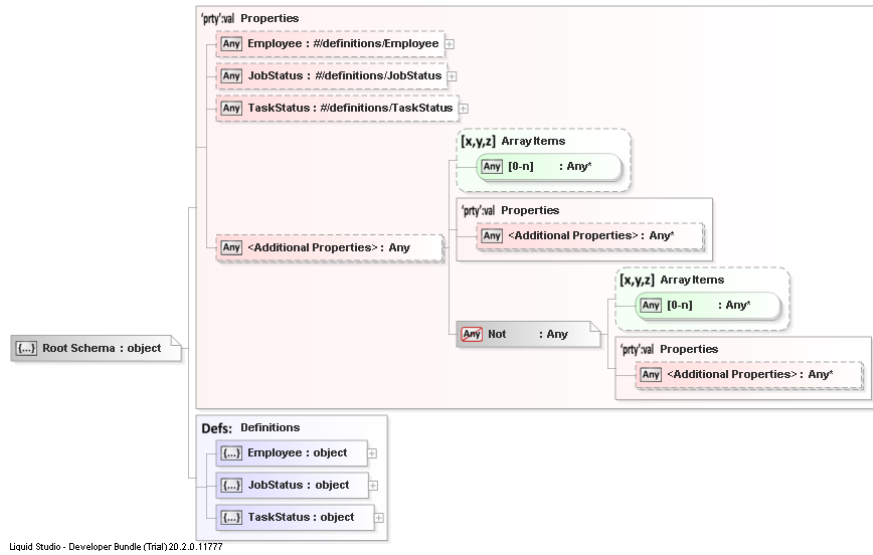 'prty':val Properties
Any Employee : #/definitions/Employee
Any JobStatus : #/definitions/JobStatus
Any TaskStatus : #/definitions/TaskStatus
[x,y,z] Array Items
Any [0-n] : Any*
'prty':val Properties
Any <Additional Properties> : Any*
Any <Additional Properties> : Any
[x,y,z] Array Items
Any [0-n] : Any*
Any Not : Any
{...} Root Schema : object
'prty':val Properties
Any <Additional Properties> : Any*
Defs: Definitions
{...} Employee : object
{...} JobStatus : object
{...} TaskStatus : object
Liquid Studio - Developer Bundle (Trial) 20.2.0.11777